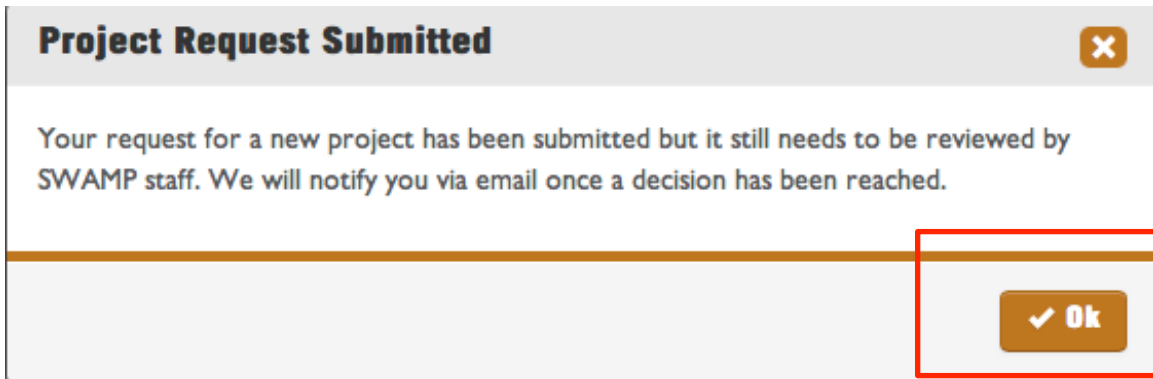 Project Request Submitted
Your request for a new project has been submitted but it still needs to be reviewed by
SWAMP staff. We will notify you via email once a decision has been reached.
Ok